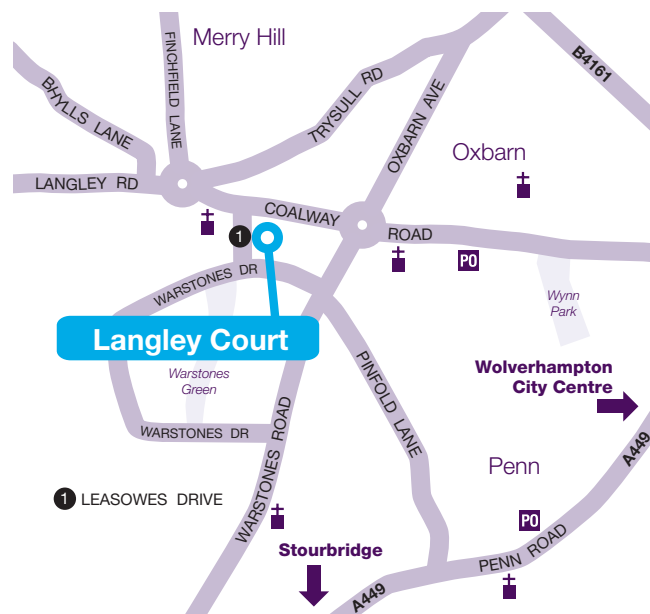 Merry Hill
FINCHFIELD LANE
BHYLLS LANE
TRYSULL RD
OXBARN AVE
B4161
Oxbarn
LANGLEY RD
COALWAY ROAD
1
PO
WARSTONES DR
Wynn
Park
Langley Court
Warstones
Green
PINFOLD LANE
Wolverhampton
City Centre
WARSTONES DR
WARSTONES ROAD
A449
Penn
1 LEASOWES DRIVE
PO
Stourbridge
PENN ROAD
A449